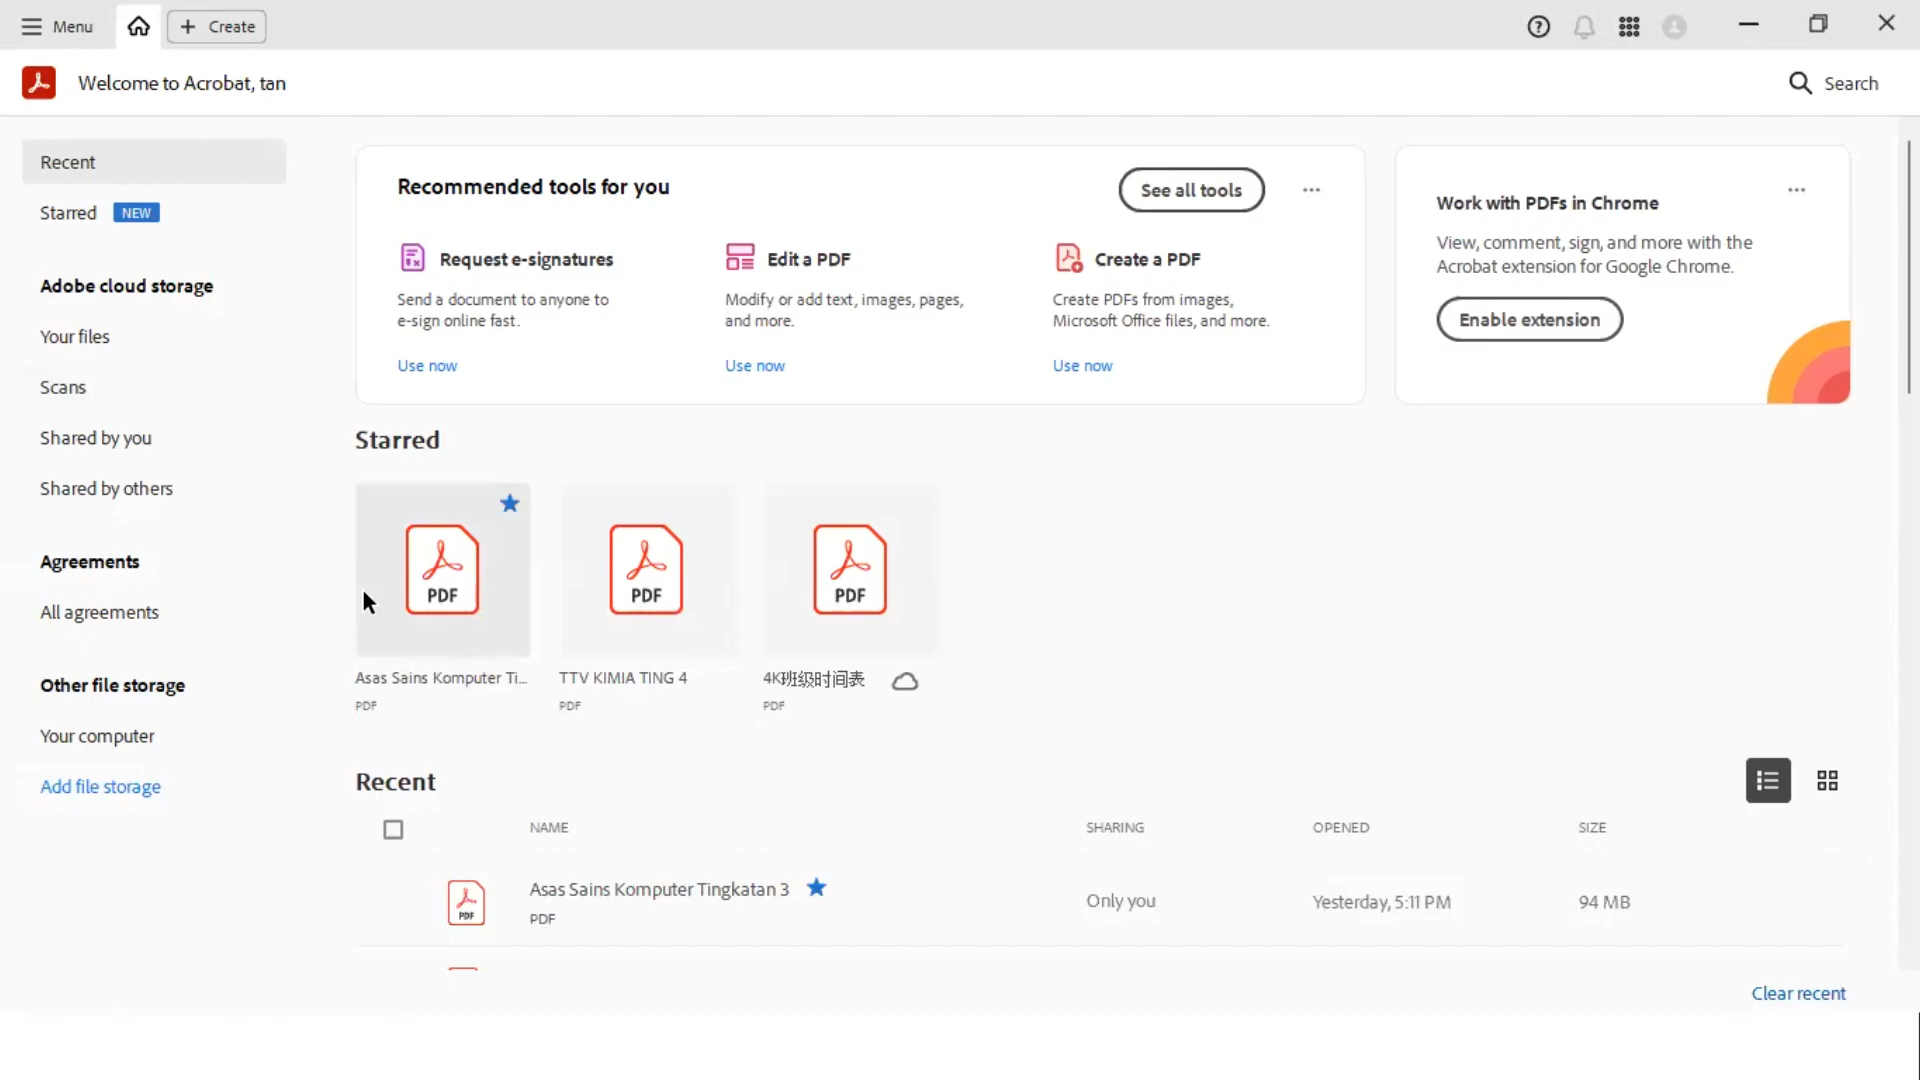 Menu
Create
Welcome to Acrobat, tan
Search
Recent
Starred NEW
Adobe cloud storage
Your files
Scans
Shared by you
Shared by others
Agreements
All agreements
Other file storage
Your computer
Add file storage
Recommended tools for you
See all tools
Request e-signatures
Send a document to anyone to
e-sign online fast.
Use now
Edit a PDF
Modify or add text, images, pages,
and more.
Use now
Create a PDF
Create PDFs from images,
Microsoft Office files, and more.
Use now
Work with PDFs in Chrome
View, comment, sign, and more with the
Acrobat extension for Google Chrome.
Enable extension
Starred
PDF
Asas Sains Komputer Ti...
PDF
PDF
TTV KIMIA TING 4
PDF
PDF
4K班级时间表
PDF
Recent
NAME SHARING OPENED SIZE
PDF
Asas Sains Komputer Tingkatan 3
PDF
Only you
Yesterday, 5:11 PM
94 MB
Clear recent